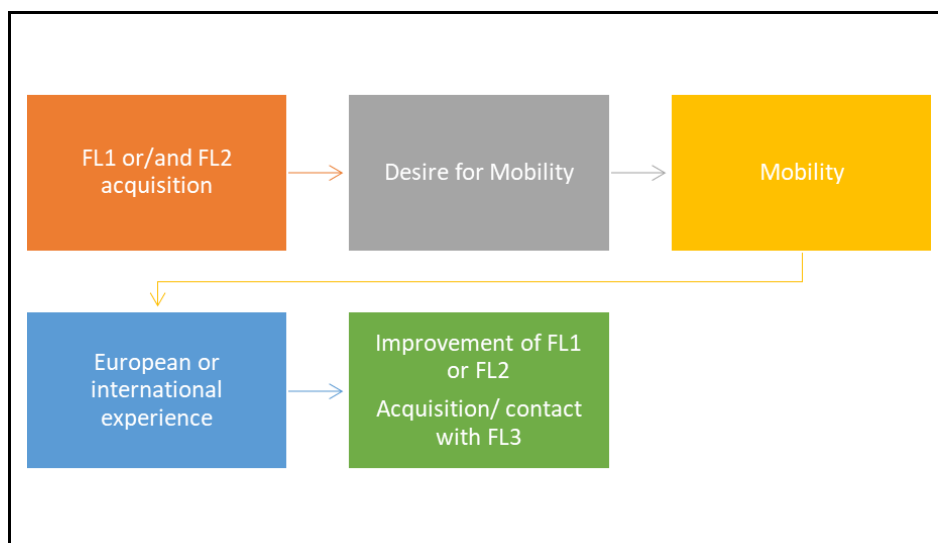 FL1 or/and FL2
acquisition
Desire for Mobility
Mobility
European or
international
experience
Improvement of FL1
or FL2
Acquisition/ contact
with FL3